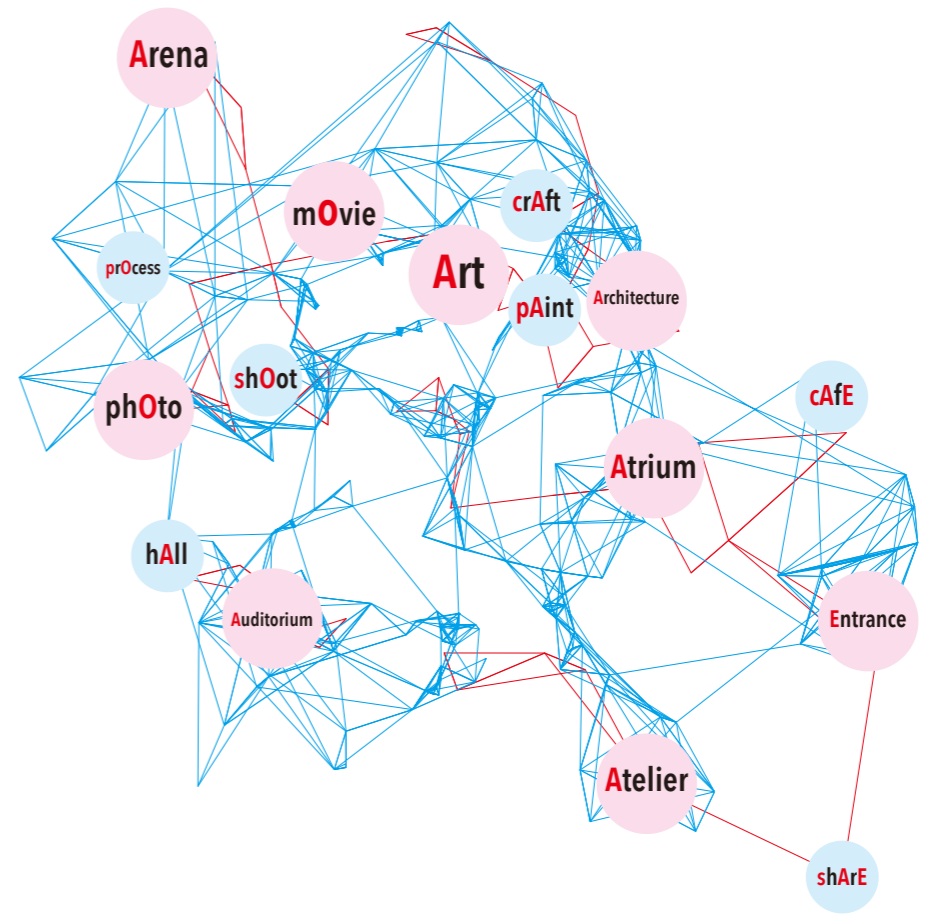 Arena
crAft
mOvie
Art
prOcess
Architecture
pAint
shOot
cAfE
phOto
Atrium
hAll
Auditorium
Entrance
Atelier
shArE